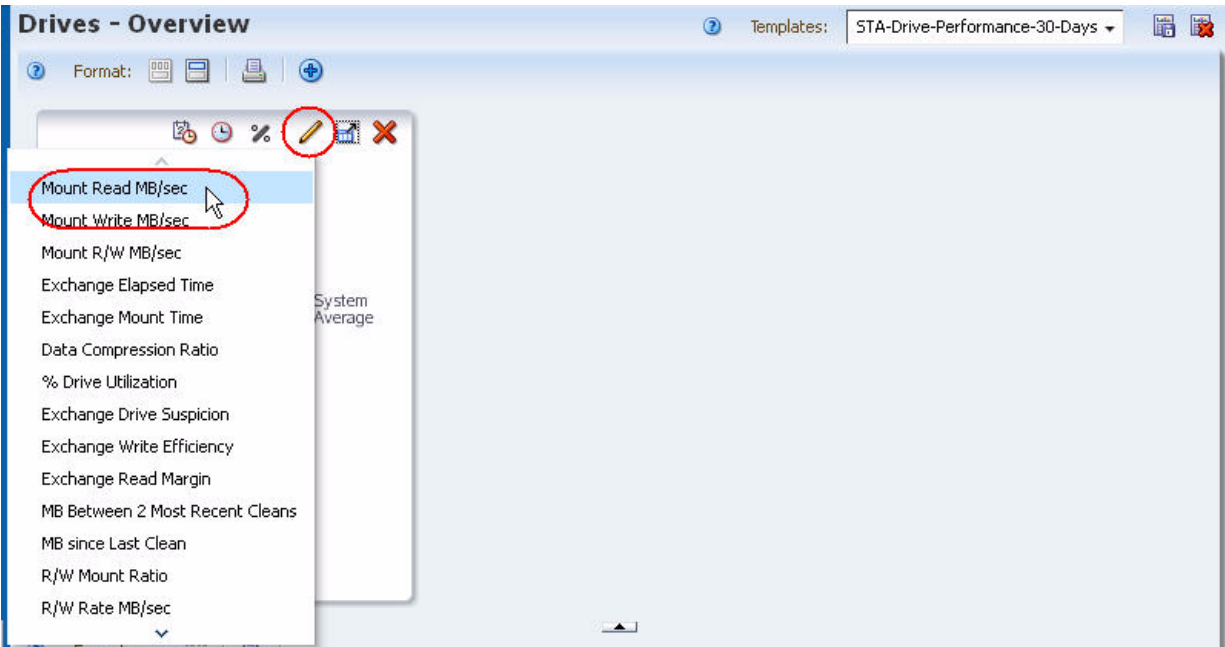 Drives - Overview
Templates: STA-Drive-Performance-30-Days
Format:
Mount Read MB/sec
Mount Write MB/sec
Mount R/W MB/sec
Exchange Elapsed Time
Exchange Mount Time
Data Compression Ratio
% Drive Utilization
Exchange Drive Suspicion
Exchange Write Efficiency
Exchange Read Margin
MB Between 2 Most Recent Cleans
MB since Last Clean
R/W Mount Ratio
R/W Rate MB/sec
System
Average